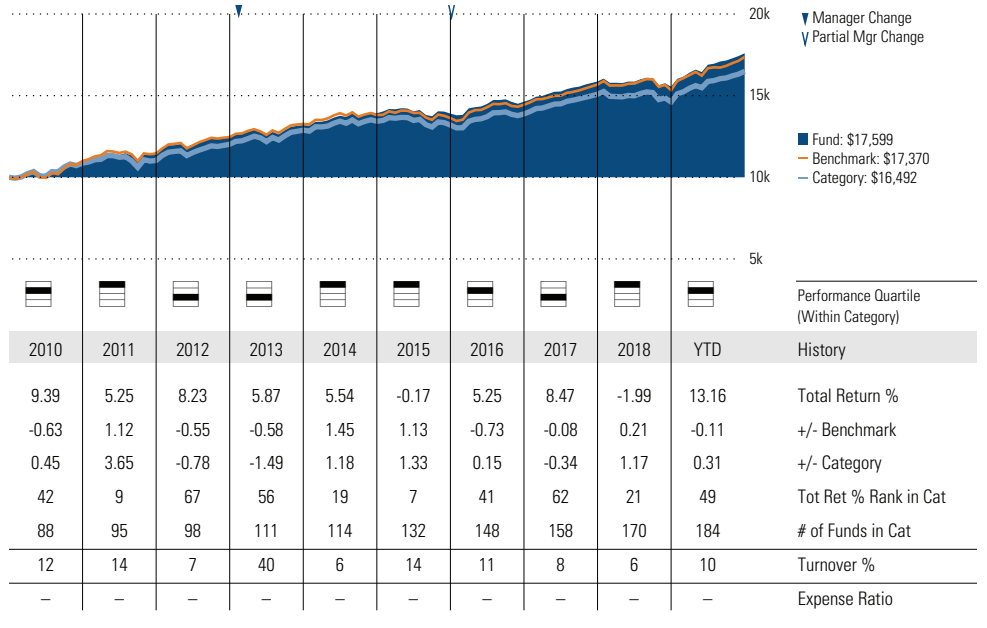 20k
15k
10k
5k
▼ Manager Change
Partial Mgr Change
Fund: $17,599
Benchmark: $17,370
Category: $16,492
Performance Quartile
(Within Category)
2010 2011 2012 2013 2014 2015 2016 2017 2018 YTD History
9.39 5.25 8.23 5.87 5.54 -0.17 5.25 8.47 -1.99 13.16 Total Return %
-0.63 1.12 -0.55 -0.58 1.45 1.13 -0.73 -0.08 0.21 -0.11 +/- Benchmark
0.45 3.65 -0.78 -1.49 1.18 1.33 0.15 -0.34 1.17 0.31 +/- Category
42 9 67 56 19 7 41 62 21 49 Tot Ret % Rank in Cat
88 95 98 111 114 132 148 158 170 184 # of Funds in Cat
12 14 7 40 6 14 11 8 6 10 Turnover %
– – – – – – – – – – Expense Ratio